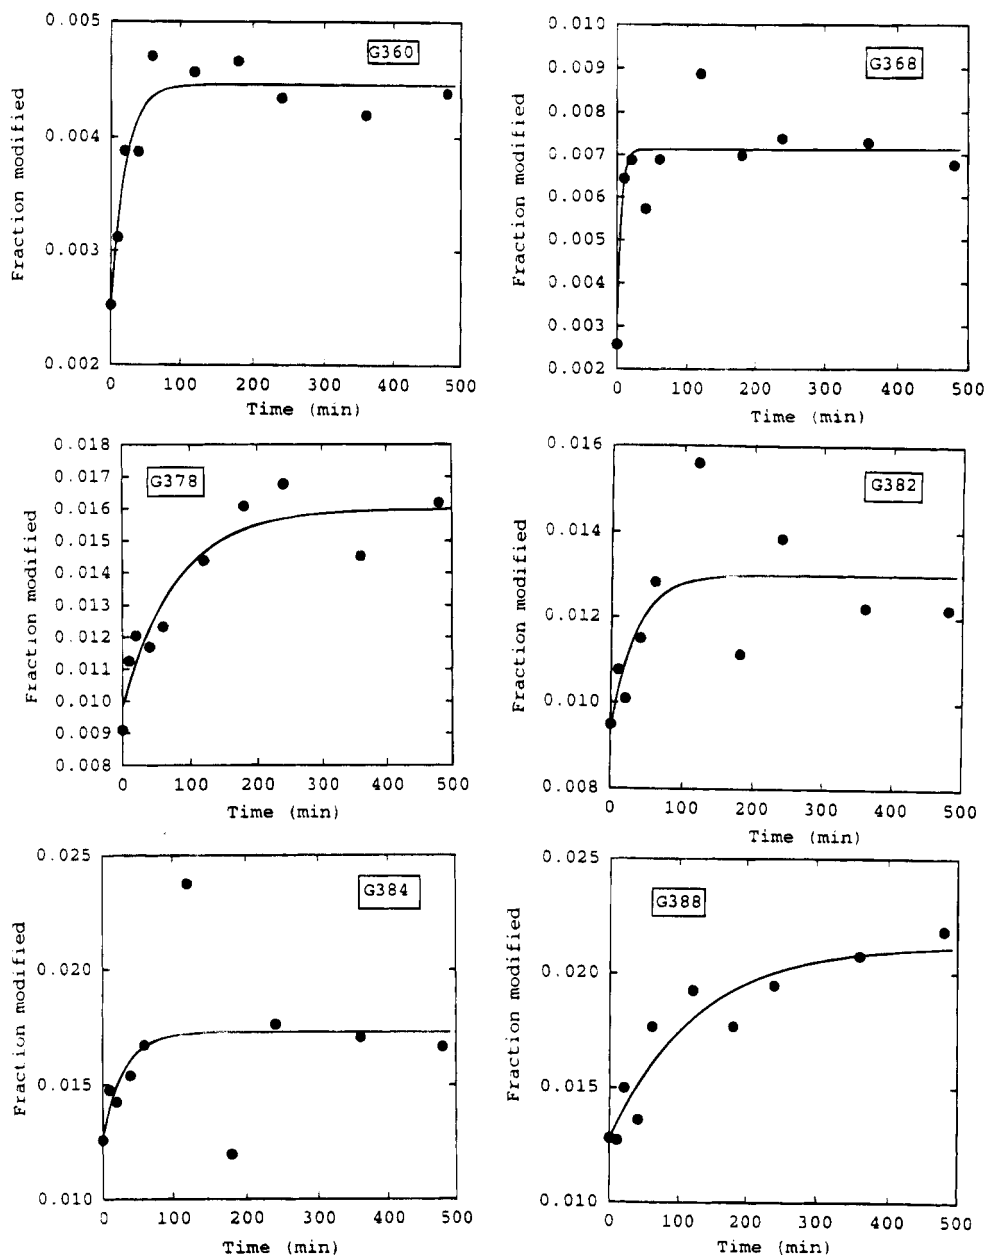 0.005
G360
0.004
0.003
0.002
Fraction modified
0 100 200 300 400 500
Time (min)
0.010
0.009
G368
0.008
0.007
0.006
0.005
0.004
0.003
0.002
Fraction modified
0 100 200 300 400 500
Time (min)
0.018
0.017
G378
0.016
0.015
0.014
0.013
0.012
0.011
0.010
0.009
0.008
Fraction modified
0 100 200 300 400 500
Time (min)
0.016
G382
0.014
0.012
0.010
0.008
Fraction modified
0 100 200 300 400 500
Time (min)
0.025
G384
0.020
0.015
0.010
Fraction modified
0 100 200 300 400 500
Time (min)
0.025
G388
0.020
0.015
0.010
Fraction modified
0 100 200 300 400 500
Time (min)